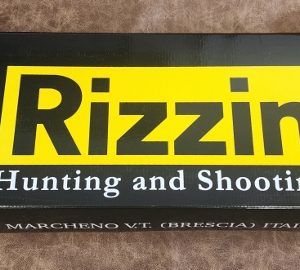 Rizzin
Hunting and Shootin
MARCHENO V.T. (BRESCIA) ITAL